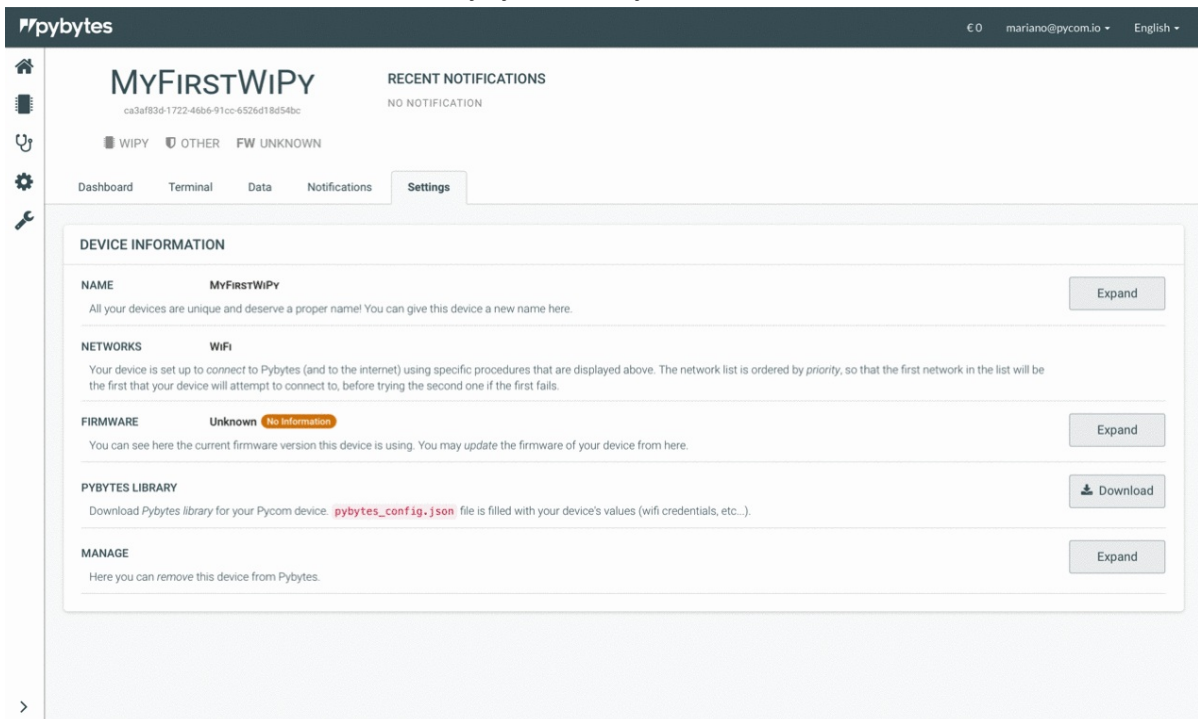 pybytes
€ 0 mariano@pycom.io English
MyFirstWiPy
ca3af83d-1722-46b6-91cc-6526d18d54bc
RECENT NOTIFICATIONS
NO NOTIFICATION
WIPY OTHER FW UNKNOWN
Dashboard Terminal Data Notifications Settings
DEVICE INFORMATION
NAME MyFirstWiPy
All your devices are unique and deserve a proper name! You can give this device a new name here.
Expand
NETWORKS WiFi
Your device is set up to connect to Pybytes (and to the internet) using specific procedures that are displayed above. The network list is ordered by priority, so that the first network in the list will be
the first that your device will attempt to connect to, before trying the second one if the first fails.
FIRMWARE Unknown No Information
You can see here the current firmware version this device is using. You may update the firmware of your device from here.
Expand
PYBYTES LIBRARY
Download Pybytes library for your Pycom device. pybytes_config.json file is filled with your device's values (wifi credentials, etc...).
Download
MANAGE
Here you can remove this device from Pybytes.
Expand